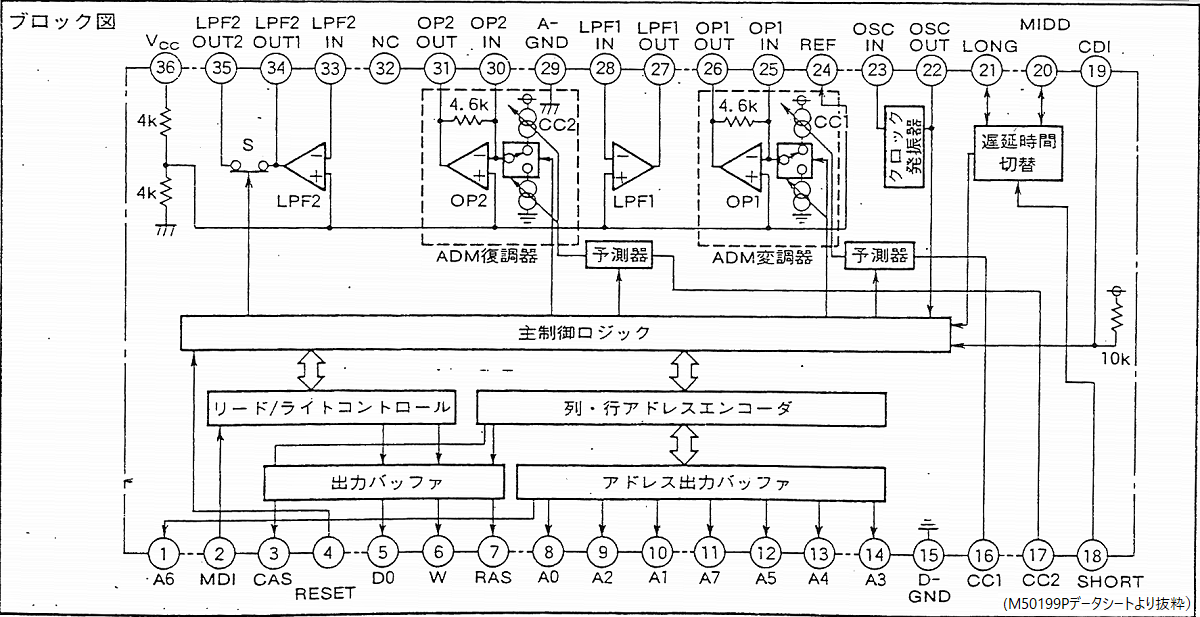 ブロック図
VCC
LPF2 OUT2
LPF2 OUT1
LPF2 IN
NC
OP2 OUT
OP2 IN
A-GND
LPF1 IN
LPF1 OUT
OP1 OUT
OP1 IN
REF
OSC IN
OSC OUT
LONG
MIDD
CDI
36 35 34 33 32 31 30 29 28 27 26 25 24 23 22 21 20 19
4k
4k
S
LPF2
4.6k
CC2
OP2
ADM復調器
LPF1
4.6k
CC1
OP1
ADM変調器
クロック発振器
遅延時間
切替
予測器
予測器
10k
主制御ロジック
リード/ライトコントロール
列・行アドレスエンコーダ
出力バッファ
アドレス出力バッファ
1 2 3 4 5 6 7 8 9 10 11 12 13 14 15 16 17 18
A6
MDI
CAS
RESET
D0
W
RAS
A0
A2
A1
A7
A5
A4
A3
D-GND
CC1
CC2
SHORT
(M50199Pデータシートより抜粋)